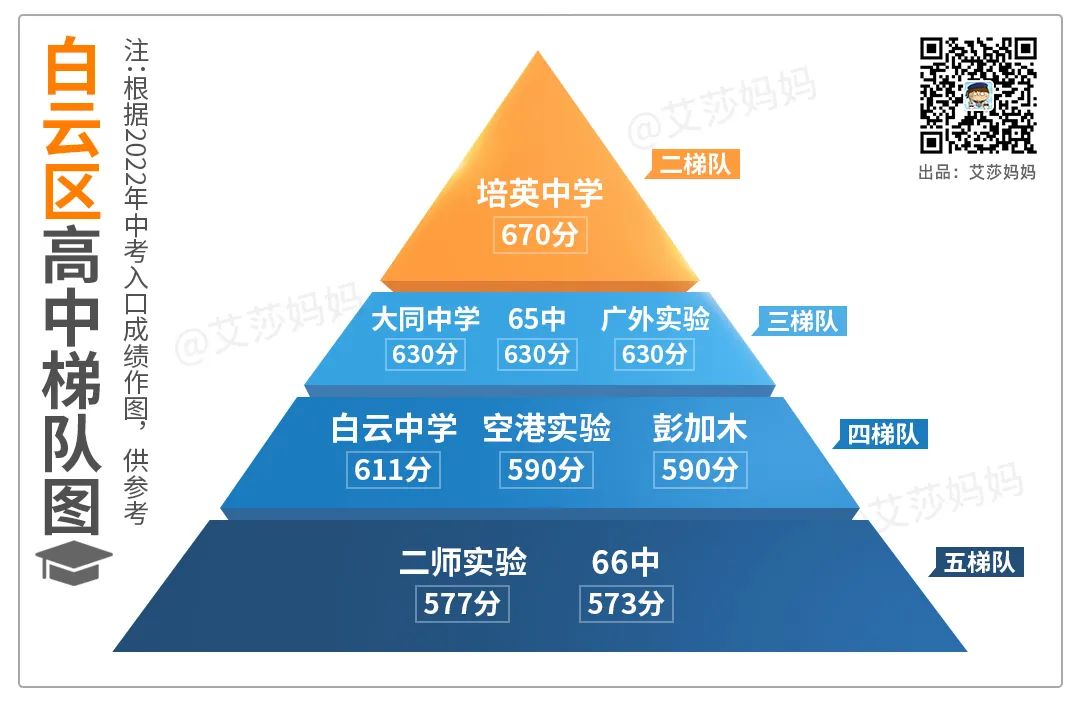 白云区高中梯队图
注：根据2022年中考入口成绩作图，供参考
出品：艾莎妈妈
@艾莎妈妈
二梯队
培英中学
670分
@艾莎妈妈
三梯队
大同中学 65中 广外实验
630分 630分 630分
四梯队
白云中学 空港实验 彭加木
611分 590分 590分
艾莎妈妈
五梯队
二师实验 66中
577分 573分